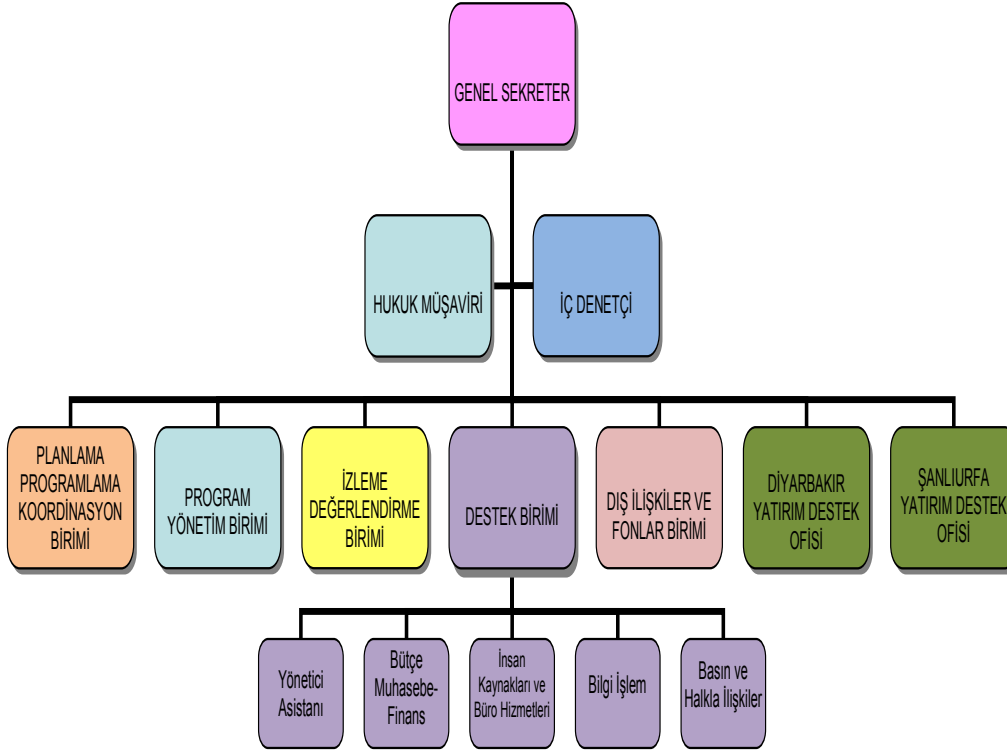 GENEL SEKRETER
HUKUK MÜŞAVİRİ
İÇ DENETÇİ
PLANLAMA
PROGRAMLAMA
KOORDİNASYON
BİRİMİ
PROGRAM
YÖNETİM BİRİMİ
İZLEME
DEĞERLENDİRME
BİRİMİ
DESTEK BİRİMİ
DIŞ İLİŞKİLER VE
FONLAR BİRİMİ
DİYARBAKIR
YATIRIM DESTEK
OFİSİ
ŞANLIURFA
YATIRIM DESTEK
OFİSİ
Yönetici
Asistanı
Bütçe
Muhasebe-
Finans
İnsan
Kaynakları ve
Büro Hizmetleri
Bilgi İşlem
Basın ve
Halkla İlişkiler